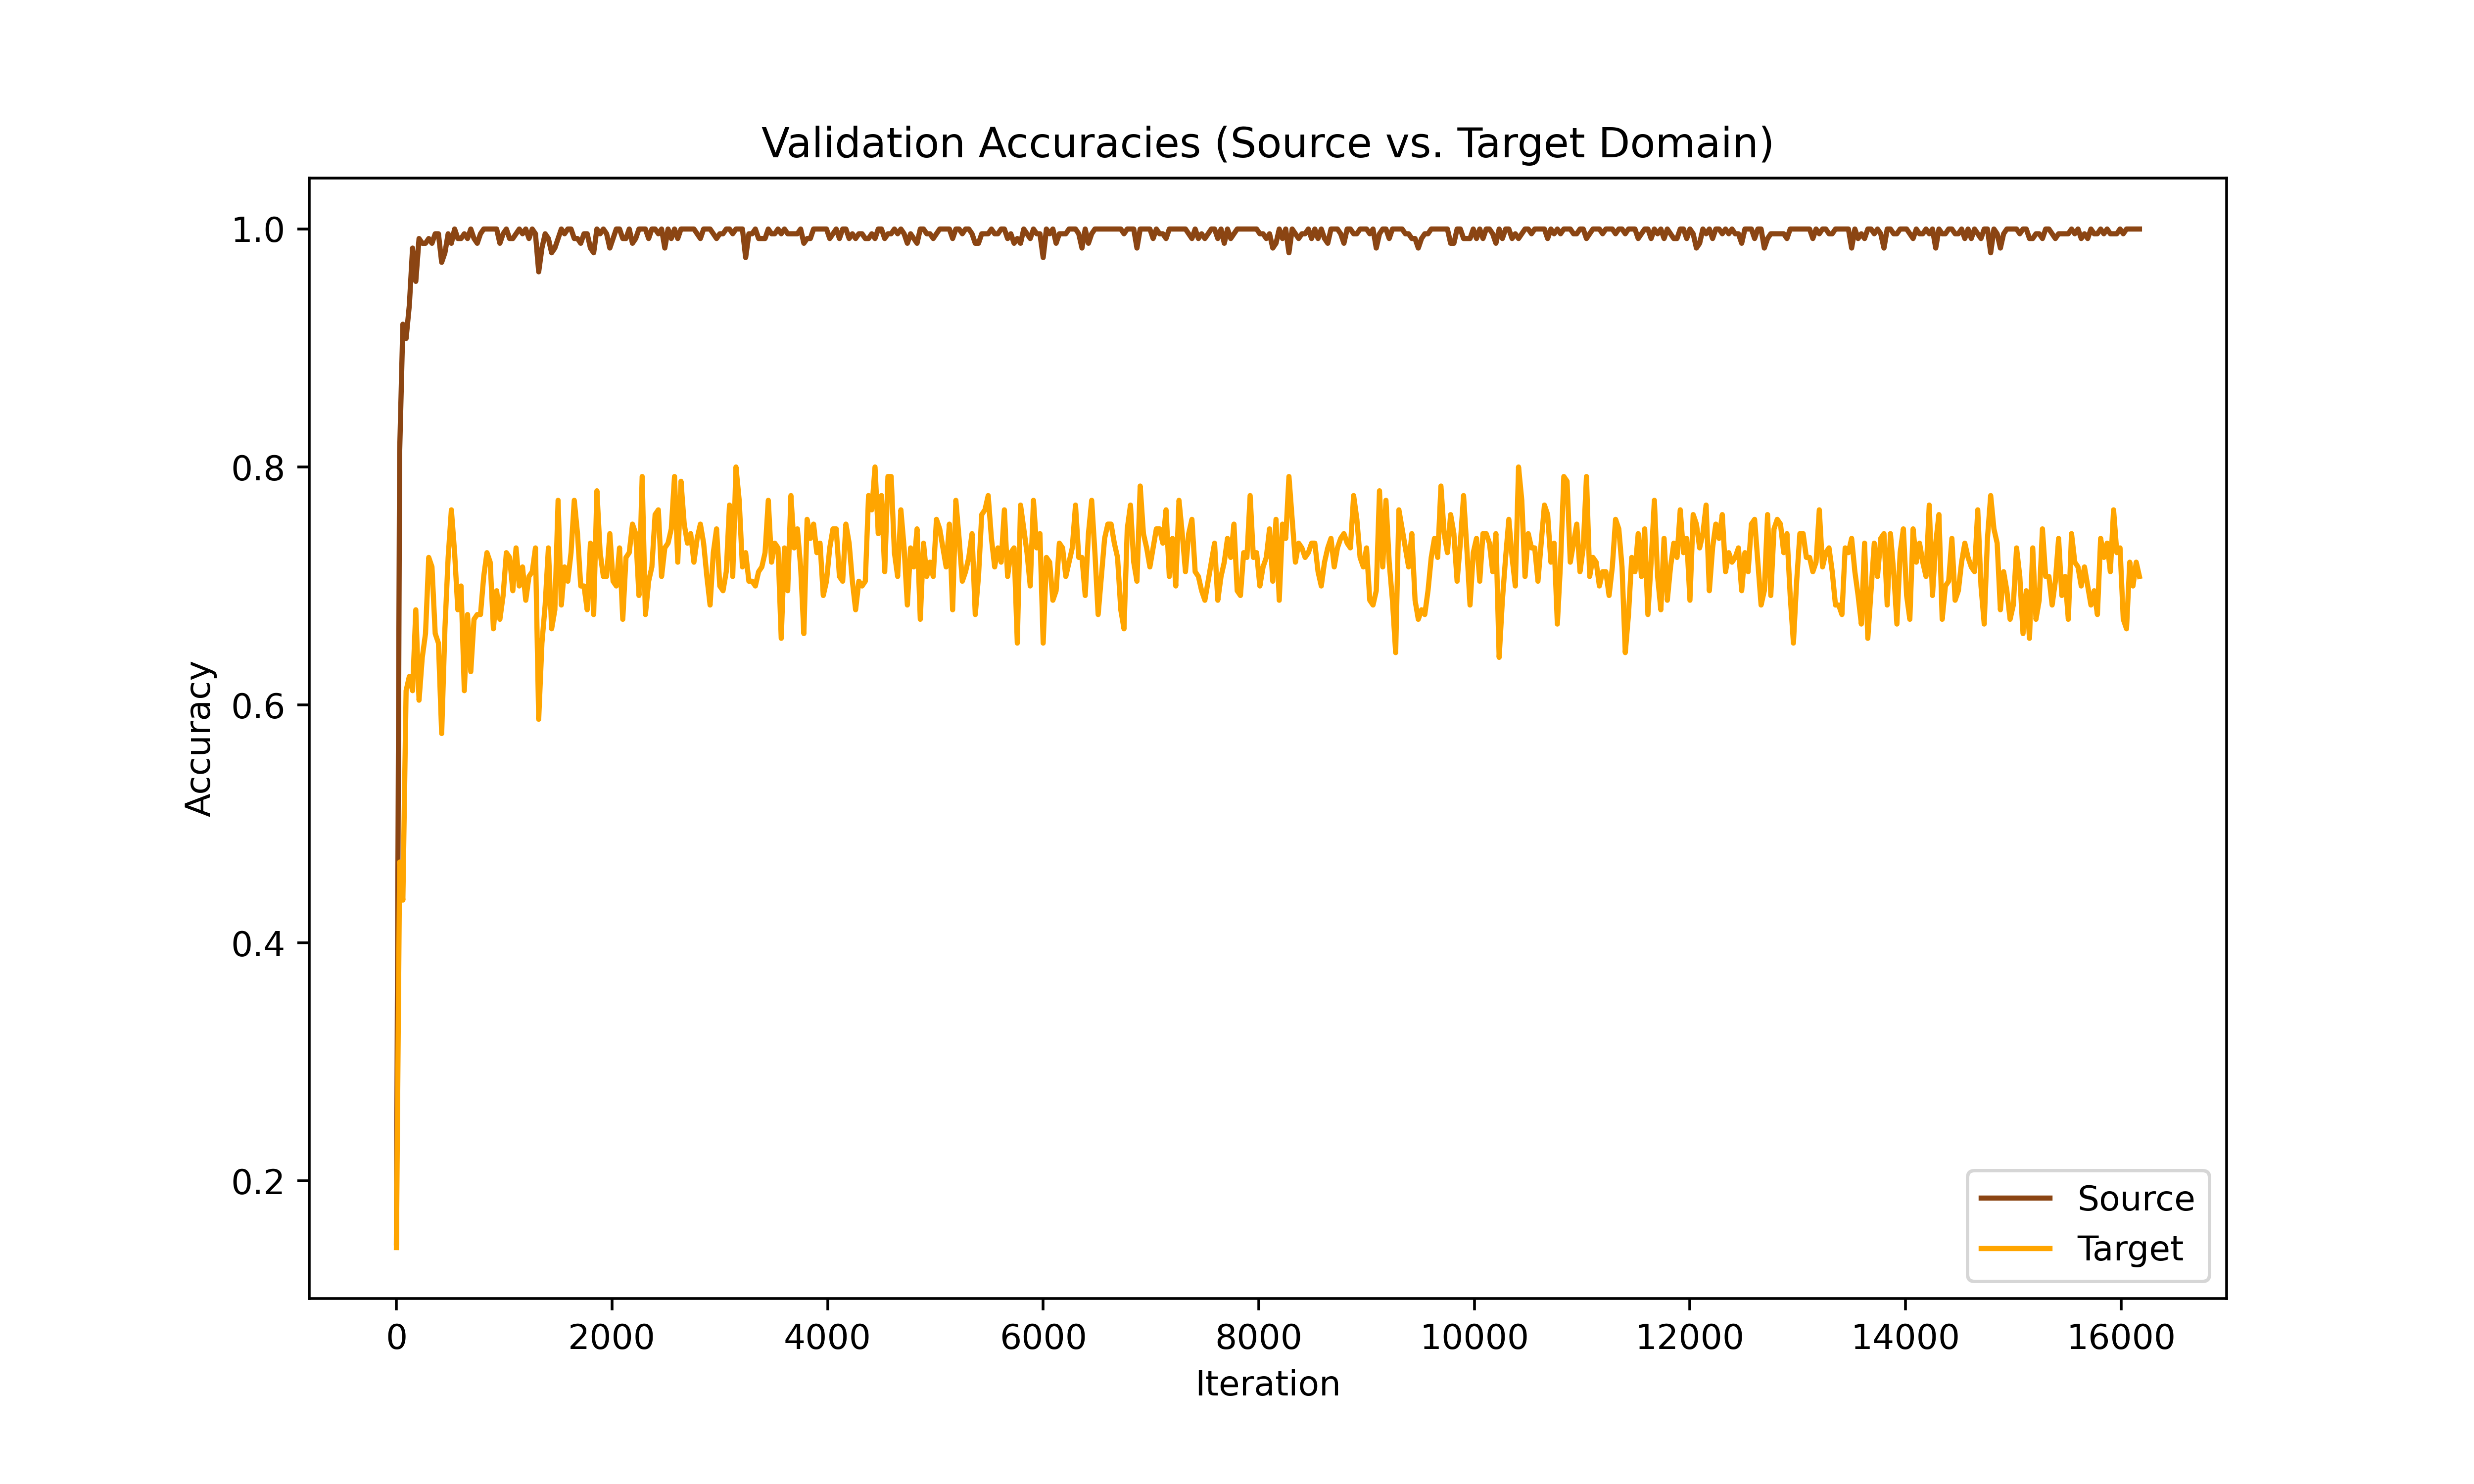 Validation Accuracies (Source vs. Target Domain)
1.0
0.8
0.6
0.4
0.2
Accuracy
0 2000 4000 6000 8000 10000 12000 14000 16000
Iteration
Source
Target